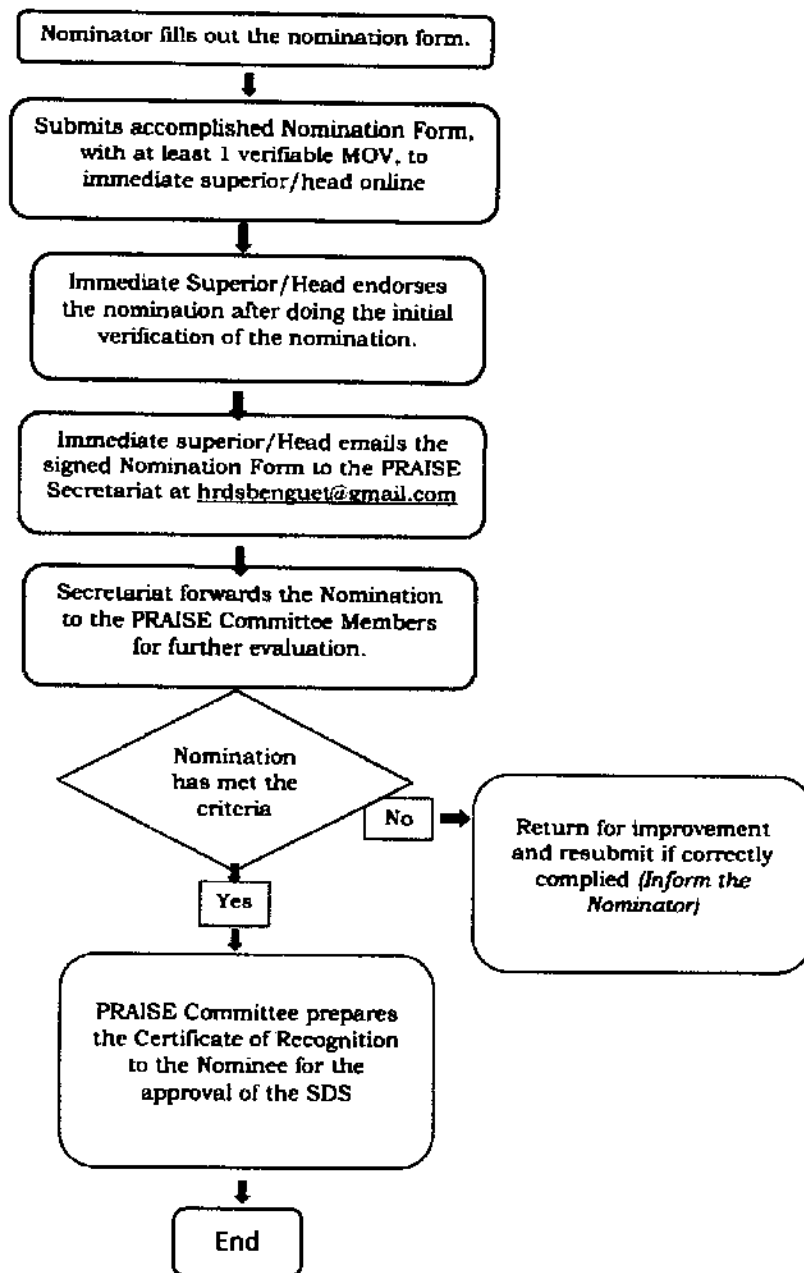 Nominator fills out the nomination form.
Submits accomplished Nomination Form,
with at least 1 verifiable MOV, to
immediate superior/head online
Immediate Superior/Head endorses
the nomination after doing the initial
verification of the nomination.
Immediate superior/Head emails the
signed Nomination Form to the PRAISE
Secretariat at hrdsbenguet@gmail.com
Secretariat forwards the Nomination
to the PRAISE Committee Members
for further evaluation.
Nomination
has met the
criteria
No
Return for improvement
and resubmit if correctly
complied (Inform the
Nominator)
Yes
PRAISE Committee prepares
the Certificate of Recognition
to the Nominee for the
approval of the SDS
End